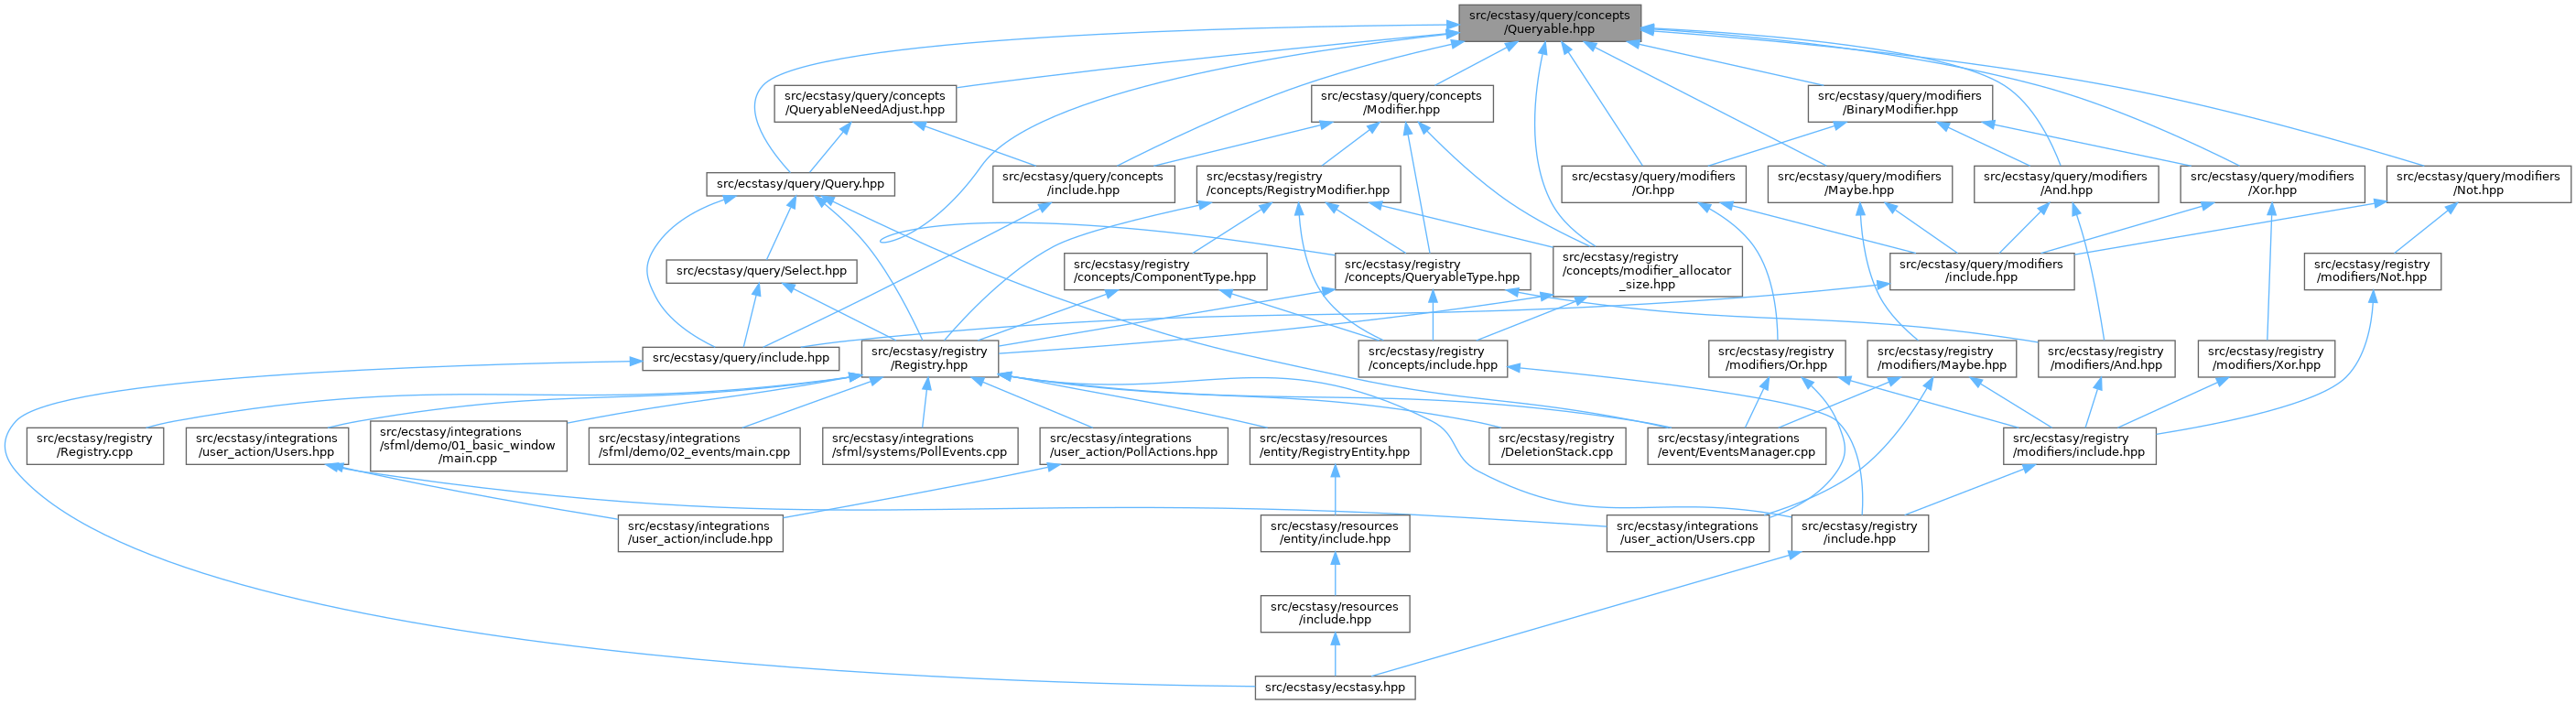 src/ecstasy/query/concepts
/Queryable.hpp
src/ecstasy/query/concepts
/QueryableNeedAdjust.hpp
src/ecstasy/query/concepts
/Modifier.hpp
src/ecstasy/query/modifiers
/BinaryModifier.hpp
src/ecstasy/query/Query.hpp
src/ecstasy/query/concepts
/include.hpp
src/ecstasy/registry
/concepts/RegistryModifier.hpp
src/ecstasy/query/modifiers
/Or.hpp
src/ecstasy/query/modifiers
/Maybe.hpp
src/ecstasy/query/modifiers
/And.hpp
src/ecstasy/query/modifiers
/Xor.hpp
src/ecstasy/query/modifiers
/Not.hpp
src/ecstasy/query/Select.hpp
src/ecstasy/registry
/concepts/ComponentType.hpp
src/ecstasy/registry
/concepts/QueryableType.hpp
src/ecstasy/registry
/concepts/modifier_allocator
_size.hpp
src/ecstasy/query/modifiers
/include.hpp
src/ecstasy/registry
/modifiers/Not.hpp
src/ecstasy/query/include.hpp
src/ecstasy/registry
/Registry.hpp
src/ecstasy/registry
/concepts/include.hpp
src/ecstasy/registry
/modifiers/Or.hpp
src/ecstasy/registry
/modifiers/Maybe.hpp
src/ecstasy/registry
/modifiers/And.hpp
src/ecstasy/registry
/modifiers/Xor.hpp
src/ecstasy/registry
/Registry.cpp
src/ecstasy/integrations
/user_action/Users.hpp
src/ecstasy/integrations
/sfml/demo/01_basic_window
/main.cpp
src/ecstasy/integrations
/sfml/demo/02_events/main.cpp
src/ecstasy/integrations
/sfml/systems/PollEvents.cpp
src/ecstasy/integrations
/user_action/PollActions.hpp
src/ecstasy/resources
/entity/RegistryEntity.hpp
src/ecstasy/registry
/DeletionStack.cpp
src/ecstasy/integrations
/event/EventsManager.cpp
src/ecstasy/registry
/modifiers/include.hpp
src/ecstasy/integrations
/user_action/include.hpp
src/ecstasy/resources
/entity/include.hpp
src/ecstasy/integrations
/user_action/Users.cpp
src/ecstasy/registry
/include.hpp
src/ecstasy/resources
/include.hpp
src/ecstasy/ecstasy.hpp